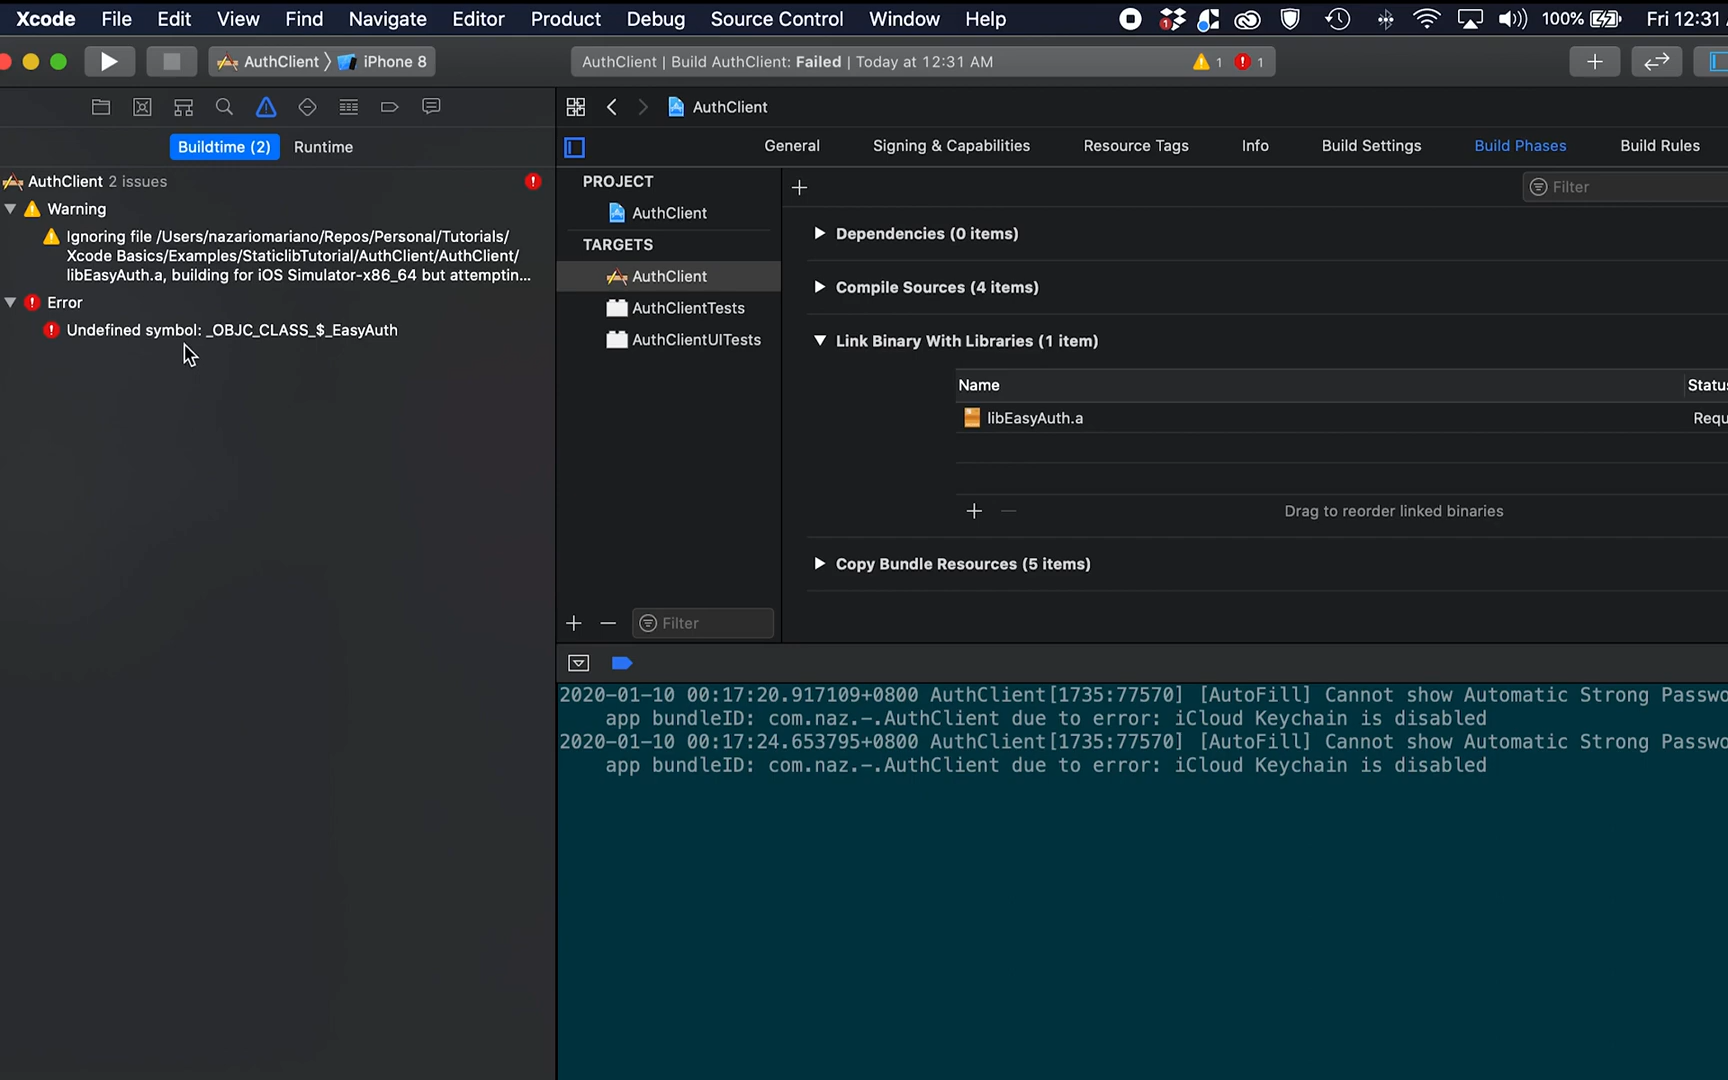 Xcode File Edit View Find Navigate Editor Product Debug Source Control Window Help 1 100% Fri 12:31
AuthClient iPhone 8 AuthClient | Build AuthClient: Failed | Today at 12:31 AM 1 1
AuthClient
Buildtime (2) Runtime
General Signing & Capabilities Resource Tags Info Build Settings Build Phases Build Rules
AuthClient 2 issues
Warning
Ignoring file /Users/nazariomariano/Repos/Personal/Tutorials/
Xcode Basics/Examples/StaticlibTutorial/AuthClient/AuthClient/
libEasyAuth.a, building for iOS Simulator-x86_64 but attemptin...
Error
Undefined symbol: _OBJC_CLASS_$_EasyAuth
PROJECT
AuthClient
TARGETS
AuthClient
AuthClientTests
AuthClientUITests
Filter
Filter
Dependencies (0 items)
Compile Sources (4 items)
Link Binary With Libraries (1 item)
Name Statu
libEasyAuth.a Requ
Drag to reorder linked binaries
Copy Bundle Resources (5 items)
2020-01-10 00:17:20.917109+0800 AuthClient[1735:77570] [AutoFill] Cannot show Automatic Strong Passwo
app bundleID: com.naz.-.AuthClient due to error: iCloud Keychain is disabled
2020-01-10 00:17:24.653795+0800 AuthClient[1735:77570] [AutoFill] Cannot show Automatic Strong Passwo
app bundleID: com.naz.-.AuthClient due to error: iCloud Keychain is disabled